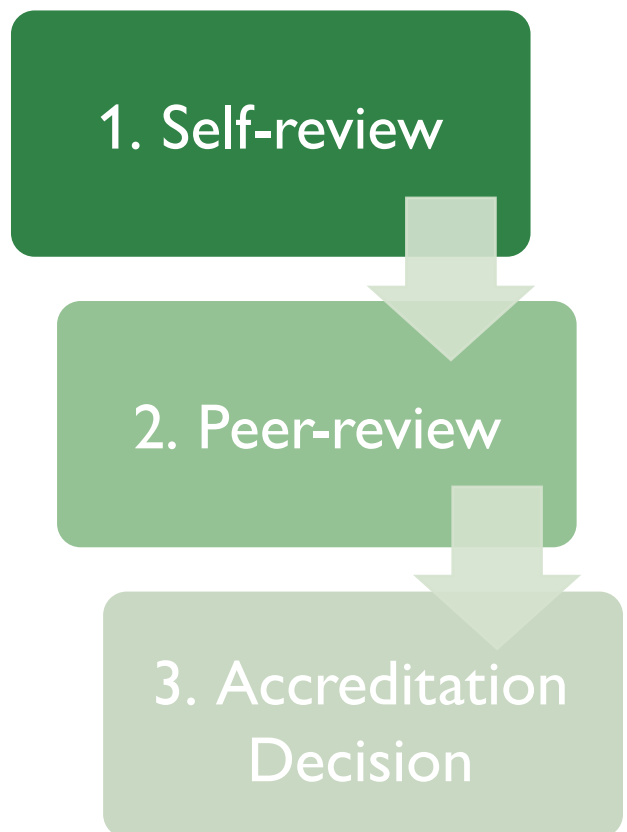 1. Self-review
2. Peer-review
3. Accreditation
Decision